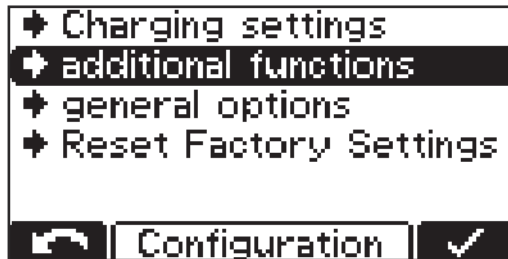 Charging settings
additional functions
general options
Reset Factory Settings
Configuration